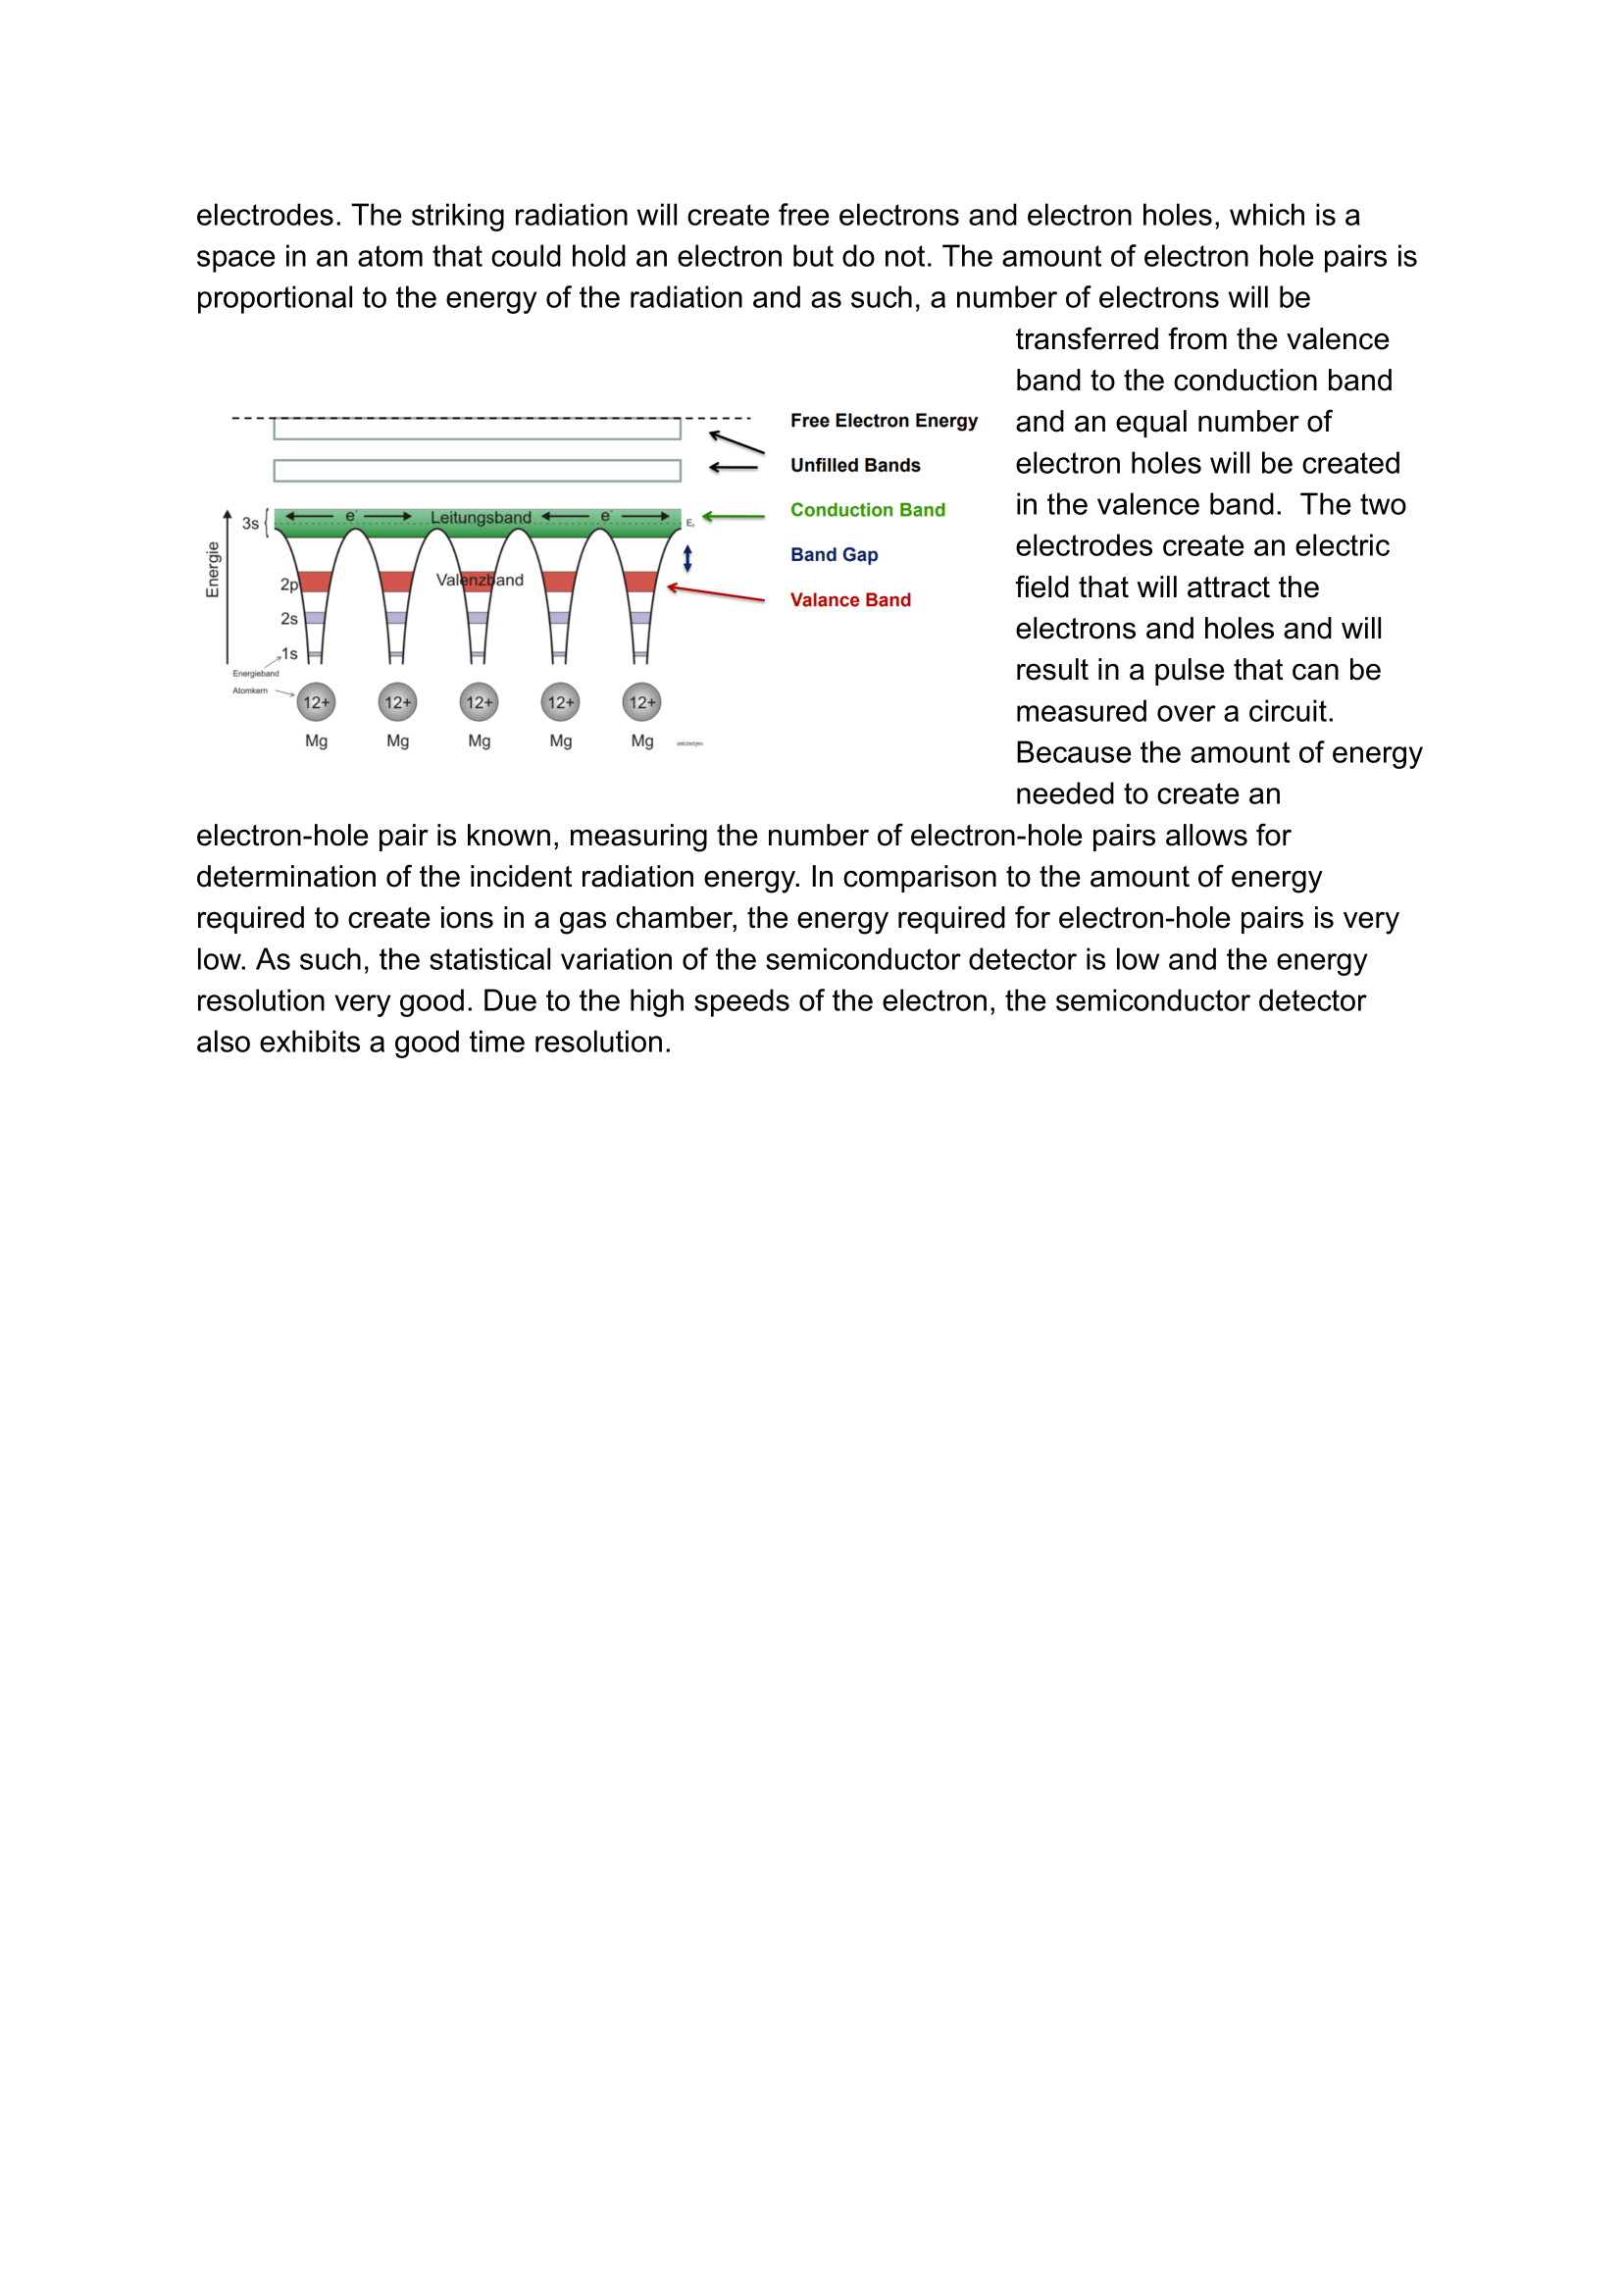 electrodes. The striking radiation will create free electrons and electron holes, which is a
space in an atom that could hold an electron but do not. The amount of electron hole pairs is
proportional to the energy of the radiation and as such, a number of electrons will be
transferred from the valence
band to the conduction band
and an equal number of
electron holes will be created
in the valence band.  The two
electrodes create an electric
field that will attract the
electrons and holes and will
result in a pulse that can be
measured over a circuit.
Because the amount of energy
needed to create an
Free Electron Energy
Unfilled Bands
Conduction Band
Band Gap
Valance Band
Energie
3s
e⁻ Leitungsband e⁻
2p Valenzband
2s
1s
Energieband
Atomkern
12+ 12+ 12+ 12+ 12+
Mg Mg Mg Mg Mg
electron-hole pair is known, measuring the number of electron-hole pairs allows for
determination of the incident radiation energy. In comparison to the amount of energy
required to create ions in a gas chamber, the energy required for electron-hole pairs is very
low. As such, the statistical variation of the semiconductor detector is low and the energy
resolution very good. Due to the high speeds of the electron, the semiconductor detector
also exhibits a good time resolution.